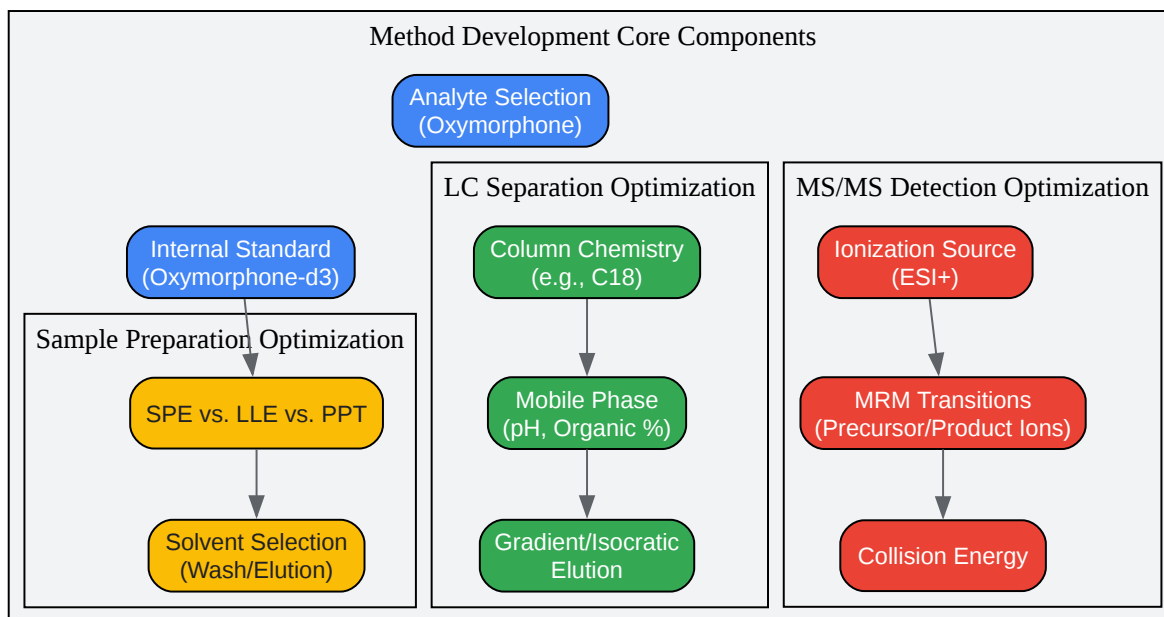 Method Development Core Components
Analyte Selection
(Oxymorphone)
Internal Standard
(Oxymorphone-d3)
Sample Preparation Optimization
SPE vs. LLE vs. PPT
Solvent Selection
(Wash/Elution)
LC Separation Optimization
Column Chemistry
(e.g., C18)
Mobile Phase
(pH, Organic %)
Gradient/Isocratic
Elution
MS/MS Detection Optimization
Ionization Source
(ESI+)
MRM Transitions
(Precursor/Product Ions)
Collision Energy